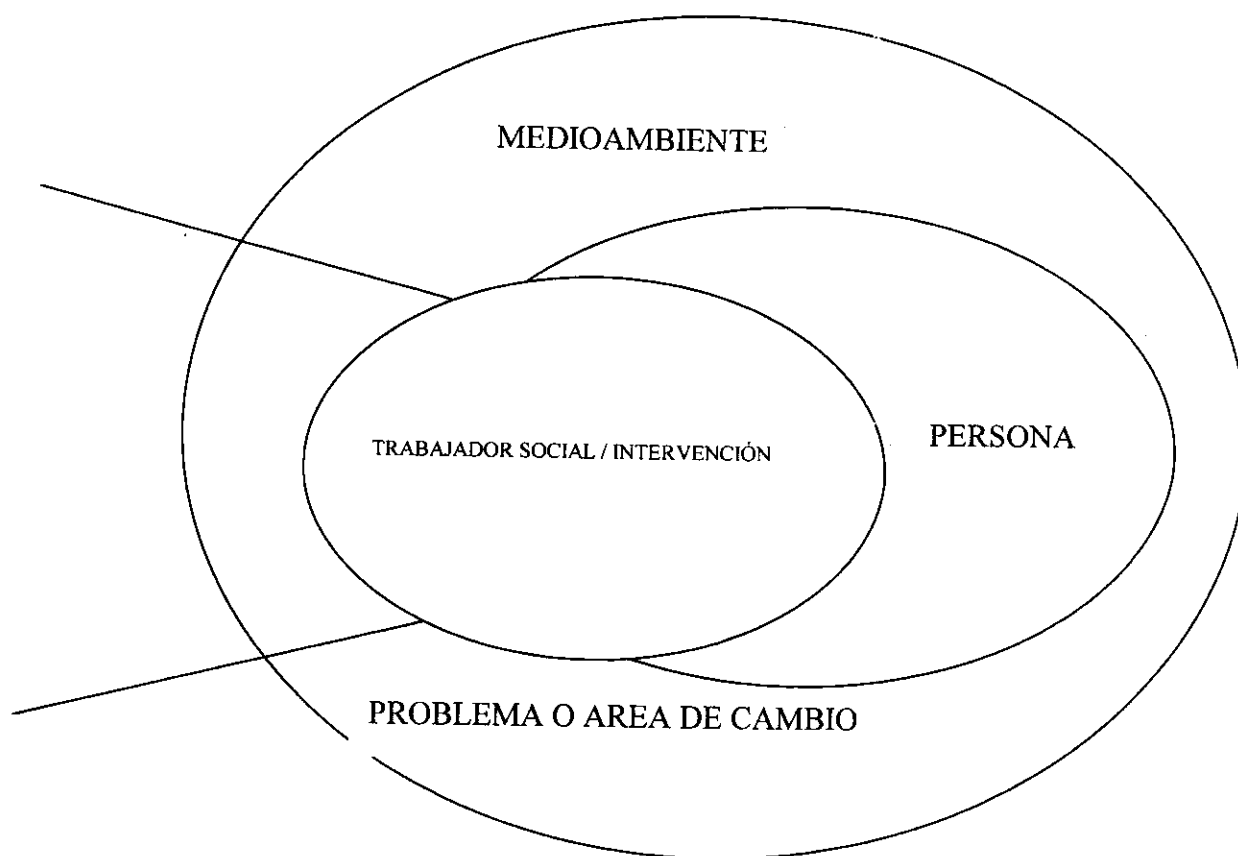 MEDIOAMBIENTE
PERSONA
TRABAJADOR SOCIAL / INTERVENCIÓN
PROBLEMA O AREA DE CAMBIO